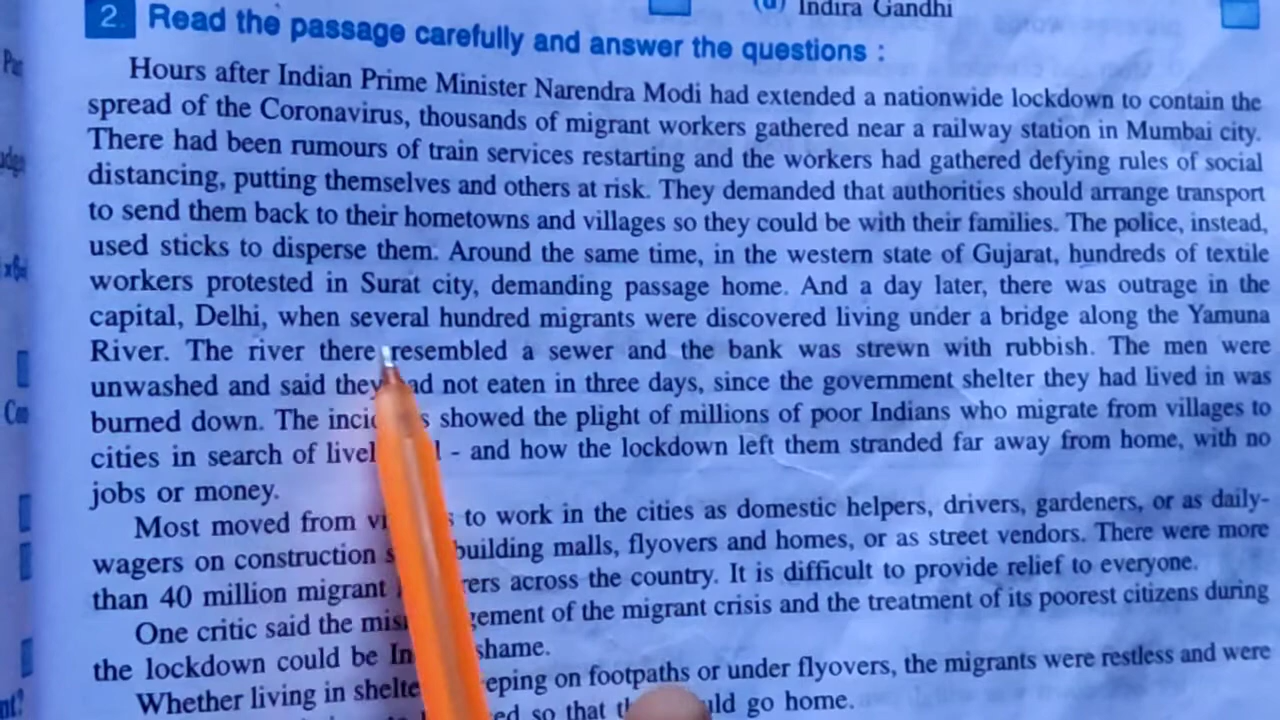 (d) Indira Gandhi
2. Read the passage carefully and answer the questions :
Hours after Indian Prime Minister Narendra Modi had extended a nationwide lockdown to contain the
spread of the Coronavirus, thousands of migrant workers gathered near a railway station in Mumbai city.
There had been rumours of train services restarting and the workers had gathered defying rules of social
distancing, putting themselves and others at risk. They demanded that authorities should arrange transport
to send them back to their hometowns and villages so they could be with their families. The police, instead,
used sticks to disperse them. Around the same time, in the western state of Gujarat, hundreds of textile
workers protested in Surat city, demanding passage home. And a day later, there was outrage in the
capital, Delhi, when several hundred migrants were discovered living under a bridge along the Yamuna
River. The river there resembled a sewer and the bank was strewn with rubbish. The men were
unwashed and said they had not eaten in three days, since the government shelter they had lived in was
burned down. The showed the plight of millions of poor Indians who migrate from villages to
cities in search of - and how the lockdown left them stranded far away from home, with no
jobs or money.
Most moved from to work in the cities as domestic helpers, drivers, gardeners, or as daily-
wagers on construction building malls, flyovers and homes, or as street vendors. There were more
than 40 million migrant across the country. It is difficult to provide relief to everyone.
One critic said the of the migrant crisis and the treatment of its poorest citizens during
the lockdown could be shame.
Whether living in on footpaths or under flyovers, the migrants were restless and were
so that go home.